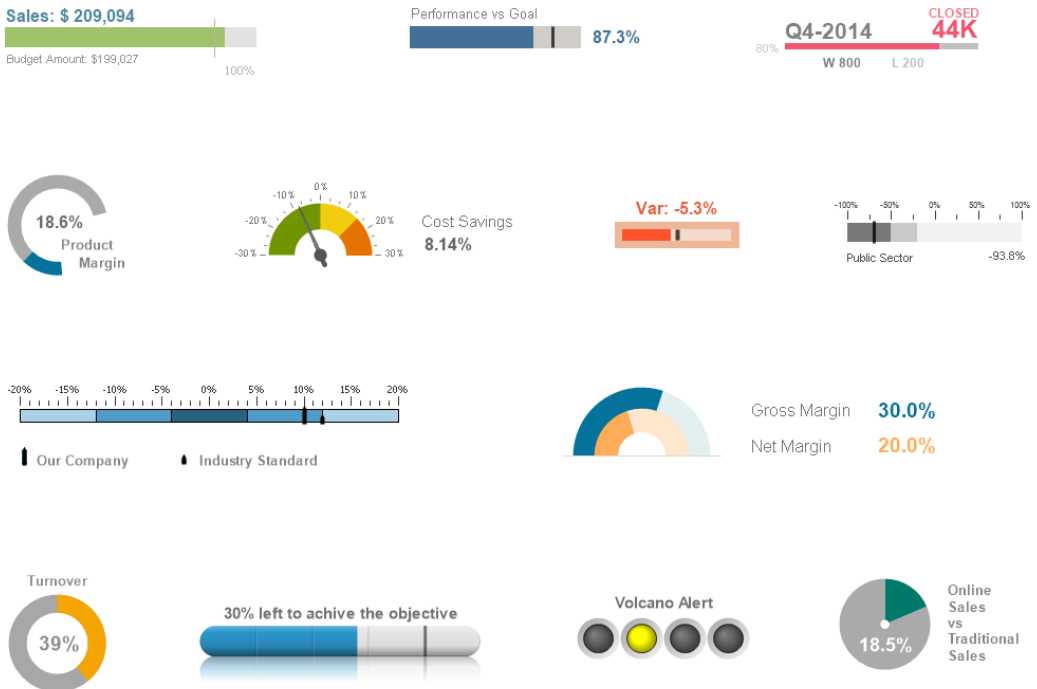 Sales: $ 209,094
Budget Amount: $199,027
100%
Performance vs Goal
87.3%
CLOSED
Q4-2014 44K
80%
W 800 L 200
18.6%
Product
Margin
-30% -20% -10% 0% 10% 20% 30%
Cost Savings
8.14%
Var: -5.3%
-100% -50% 0% 50% 100%
Public Sector -93.8%
-20% -15% -10% -5% 0% 5% 10% 15% 20%
Our Company Industry Standard
Gross Margin 30.0%
Net Margin 20.0%
Turnover
39%
30% left to achive the objective
Volcano Alert
18.5%
Online
Sales
vs
Traditional
Sales